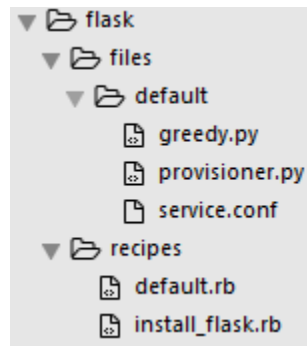 flask
files
default
greedy.py
provisioner.py
service.conf
recipes
default.rb
install_flask.rb